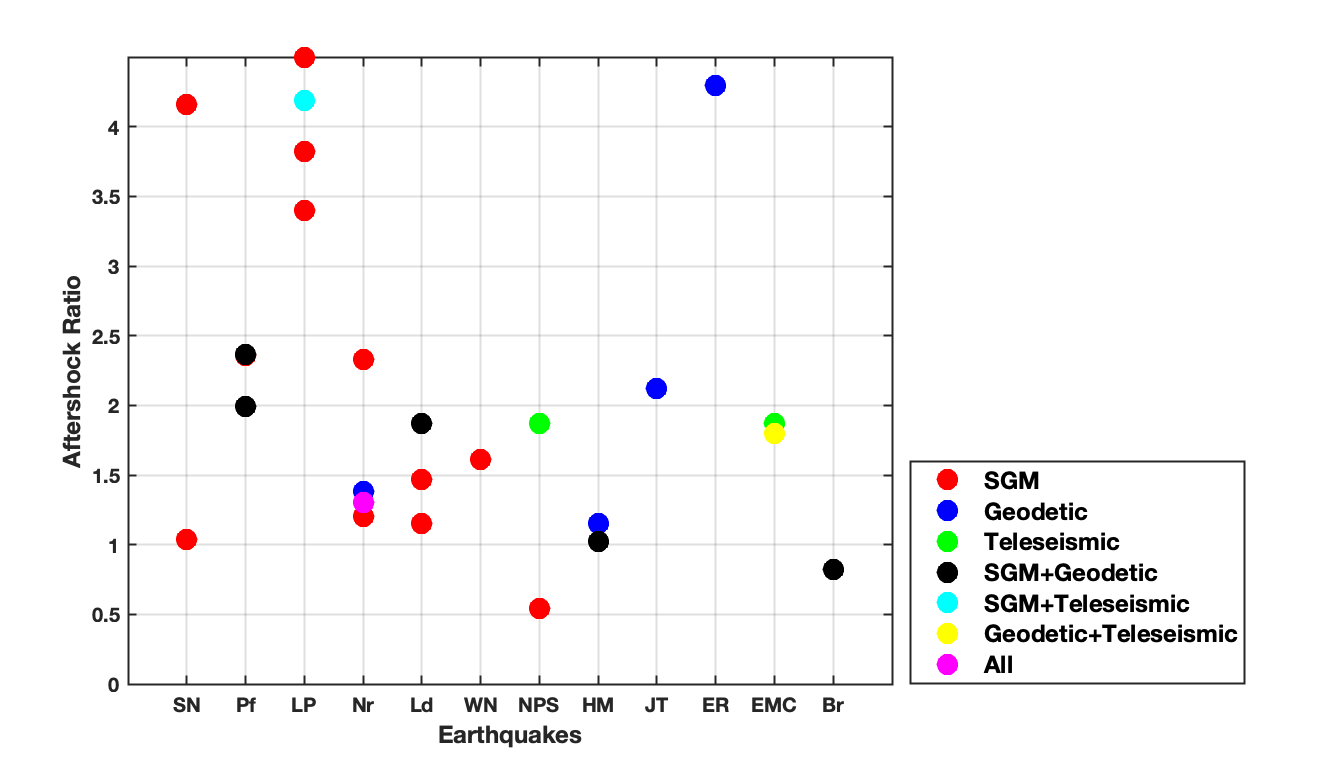 4
3.5
3
2.5
2
1.5
1
0.5
0
Aftershock Ratio
SN Pf LP Nr Ld WN NPS HM JT ER EMC Br
Earthquakes
SGM
Geodetic
Teleseismic
SGM+Geodetic
SGM+Teleseismic
Geodetic+Teleseismic
All